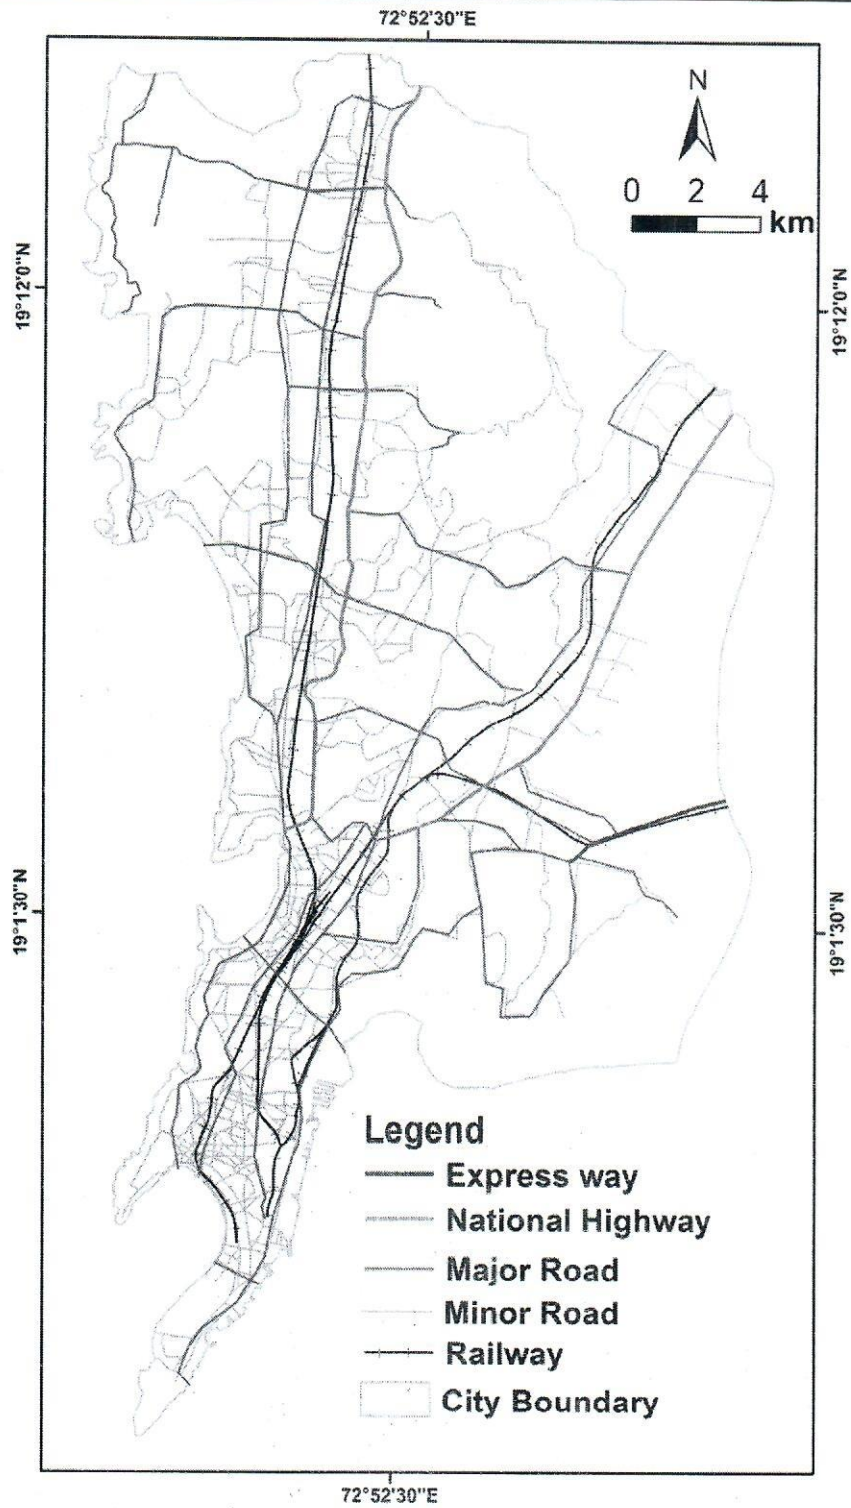 72°52'30"E
N
0 2 4
km
19°12'0"N
19°12'0"N
19°1'30"N
19°1'30"N
Legend
Express way
National Highway
Major Road
Minor Road
Railway
City Boundary
72°52'30"E